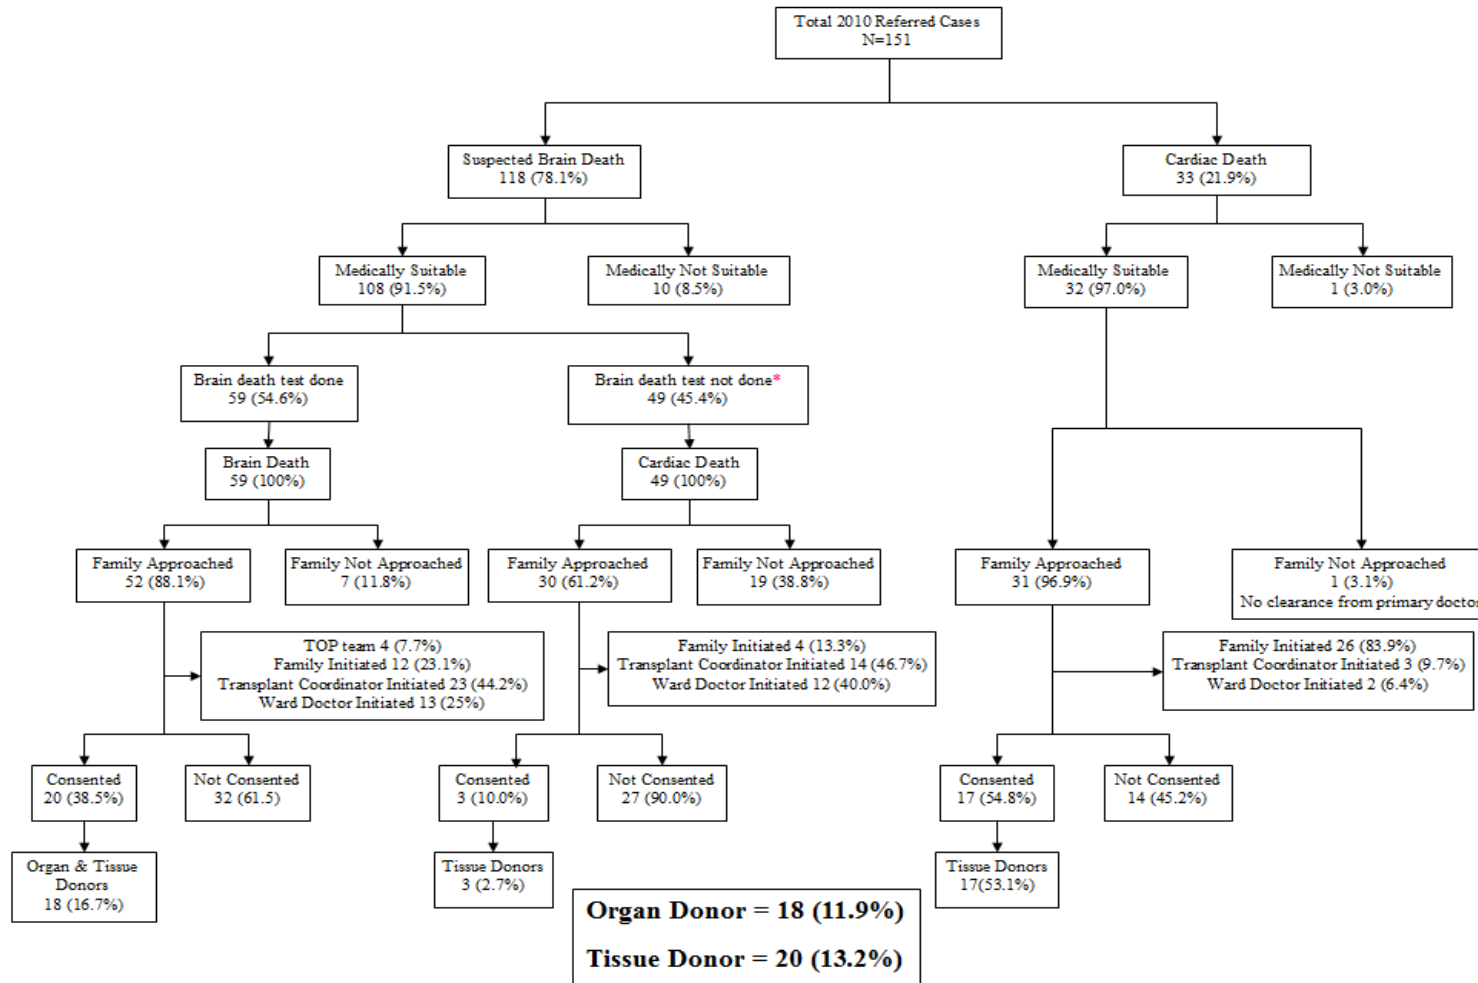 Total 2010 Referred Cases
N=151
Suspected Brain Death
118 (78.1%)
Cardiac Death
33 (21.9%)
Medically Suitable
108 (91.5%)
Medically Not Suitable
10 (8.5%)
Medically Suitable
32 (97.0%)
Medically Not Suitable
1 (3.0%)
Brain death test done
59 (54.6%)
Brain death test not done*
49 (45.4%)
Brain Death
59 (100%)
Cardiac Death
49 (100%)
Family Approached
52 (88.1%)
Family Not Approached
7 (11.8%)
Family Approached
30 (61.2%)
Family Not Approached
19 (38.8%)
Family Approached
31 (96.9%)
Family Not Approached
1 (3.1%)
No clearance from primary doctor
TOP team 4 (7.7%)
Family Initiated 12 (23.1%)
Transplant Coordinator Initiated 23 (44.2%)
Ward Doctor Initiated 13 (25%)
Family Initiated 4 (13.3%)
Transplant Coordinator Initiated 14 (46.7%)
Ward Doctor Initiated 12 (40.0%)
Family Initiated 26 (83.9%)
Transplant Coordinator Initiated 3 (9.7%)
Ward Doctor Initiated 2 (6.4%)
Consented
20 (38.5%)
Not Consented
32 (61.5)
Consented
3 (10.0%)
Not Consented
27 (90.0%)
Consented
17 (54.8%)
Not Consented
14 (45.2%)
Organ & Tissue
Donors
18 (16.7%)
Tissue Donors
3 (2.7%)
Tissue Donors
17(53.1%)
Organ Donor = 18 (11.9%)
Tissue Donor = 20 (13.2%)